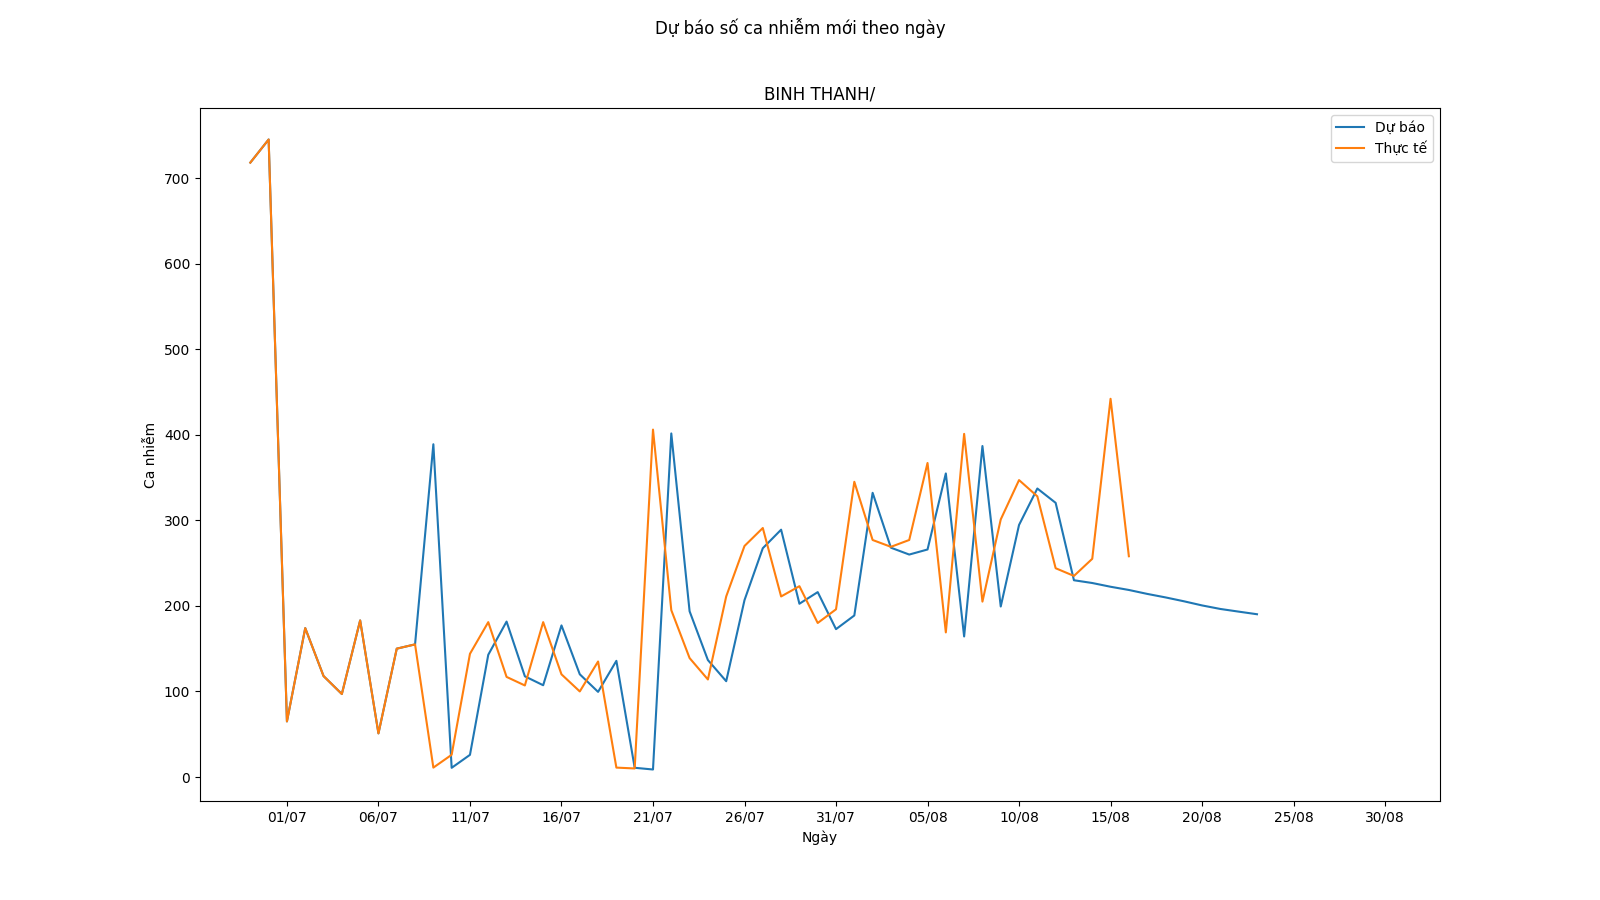 Dự báo số ca nhiễm mới theo ngày
BINH THANH/
Dự báo
Thực tế
700
600
500
400
300
200
100
0
Ca nhiễm
01/07 06/07 11/07 16/07 21/07 26/07 31/07 05/08 10/08 15/08 20/08 25/08 30/08
Ngày